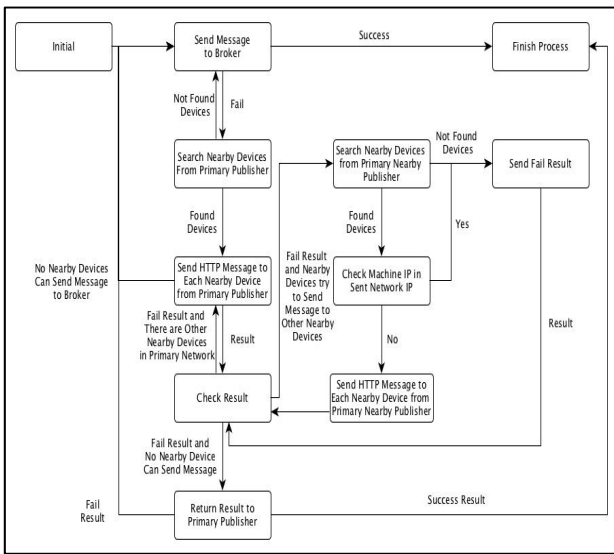 Initial
Send Message
to Broker
Success
Finish Process
Not Found
Devices
Fail
Search Nearby Devices
From Primary Publisher
Search Nearby Devices
from Primary Nearby
Publisher
Not Found
Devices
Send Fail Result
Found
Devices
Found
Devices
Yes
No Nearby Devices
Can Send Message
to Broker
Send HTTP Message to
Each Nearby Device
from Primary Publisher
Fail Result
and Nearby
Devices try
to Send
Message to
Other Nearby
Devices
Check Machine IP in
Sent Network IP
Fail Result and
There are Other
Nearby Devices
in Primary Network
Result
No
Result
Check Result
Send HTTP Message to
Each Nearby Device from
Primary Nearby Publisher
Fail Result and
No Nearby Device
Can Send Message
Fail
Result
Return Result to
Primary Publisher
Success Result